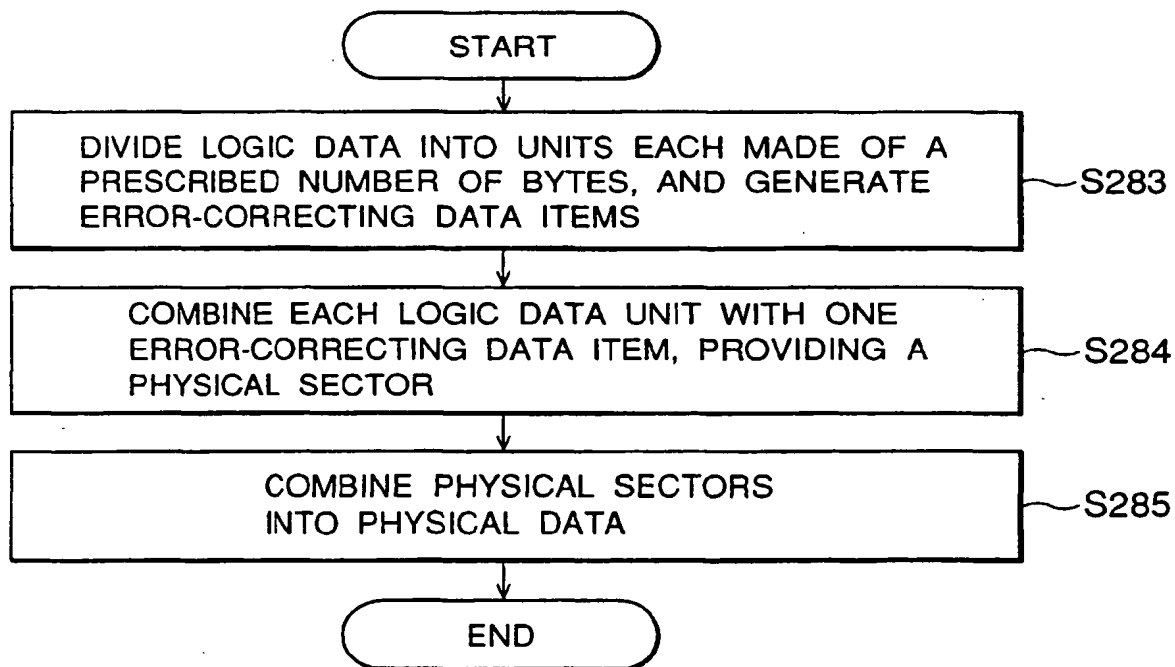 START
DIVIDE LOGIC DATA INTO UNITS EACH MADE OF A
PRESCRIBED NUMBER OF BYTES, AND GENERATE
ERROR-CORRECTING DATA ITEMS
S283
COMBINE EACH LOGIC DATA UNIT WITH ONE
ERROR-CORRECTING DATA ITEM, PROVIDING A
PHYSICAL SECTOR
S284
COMBINE PHYSICAL SECTORS
INTO PHYSICAL DATA
S285
END